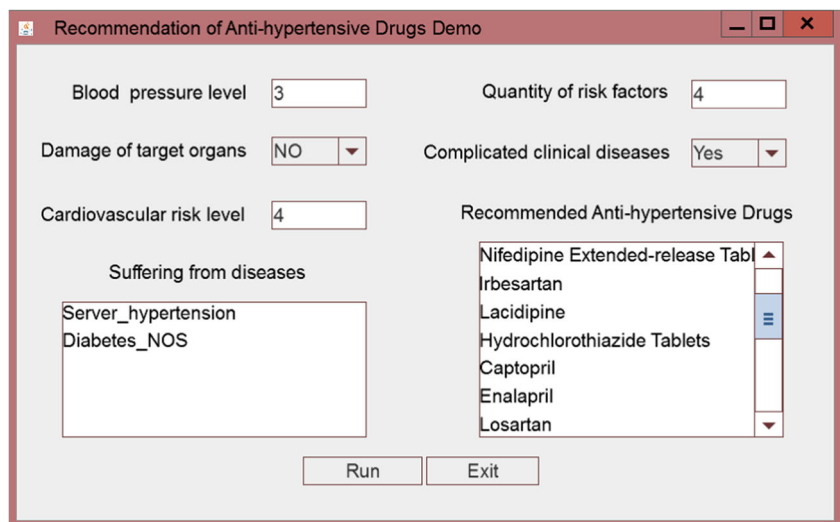 Recommendation of Anti-hypertensive Drugs Demo
Blood pressure level 3
Quantity of risk factors 4
Damage of target organs NO
Complicated clinical diseases Yes
Cardiovascular risk level 4
Recommended Anti-hypertensive Drugs
Suffering from diseases
Server_hypertension
Diabetes_NOS
Nifedipine Extended-release Tabl
Irbesartan
Lacidipine
Hydrochlorothiazide Tablets
Captopril
Enalapril
Losartan
Run Exit